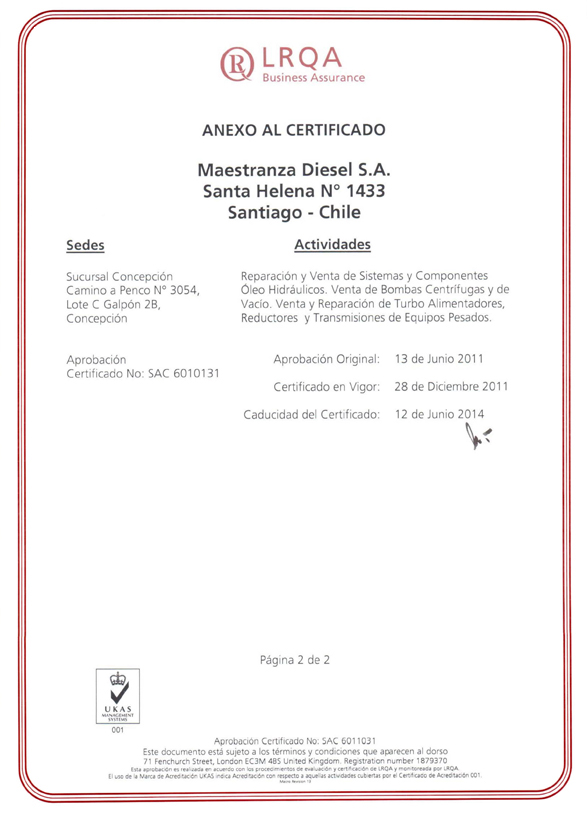 LRQA
Business Assurance
ANEXO AL CERTIFICADO
Maestranza Diesel S.A.
Santa Helena N° 1433
Santiago - Chile
Sedes
Actividades
Sucursal Concepción
Camino a Penco N° 3054,
Lote C Galpón 2B,
Concepción
Reparación y Venta de Sistemas y Componentes
Óleo Hidráulicos. Venta de Bombas Centrífugas y de
Vacío. Venta y Reparación de Turbo Alimentadores,
Reductores y Transmisiones de Equipos Pesados.
Aprobación
Certificado No: SAC 6010131
Aprobación Original: 13 de Junio 2011
Certificado en Vigor: 28 de Diciembre 2011
Caducidad del Certificado: 12 de Junio 2014
Página 2 de 2
UKAS
MANAGEMENT
SYSTEMS
001
Aprobación Certificado No: SAC 6011031
Este documento está sujeto a los términos y condiciones que aparecen al dorso
71 Fenchurch Street, London EC3M 4BS United Kingdom. Registration number 1879370
Esta aprobación es realizada en acuerdo con los procedimientos de evaluación y certificación de LRQA y monitoreada por LRQA.
El uso de la Marca de Acreditación UKAS indica Acreditación con respecto a aquellas actividades cubiertas por el Certificado de Acreditación 001.